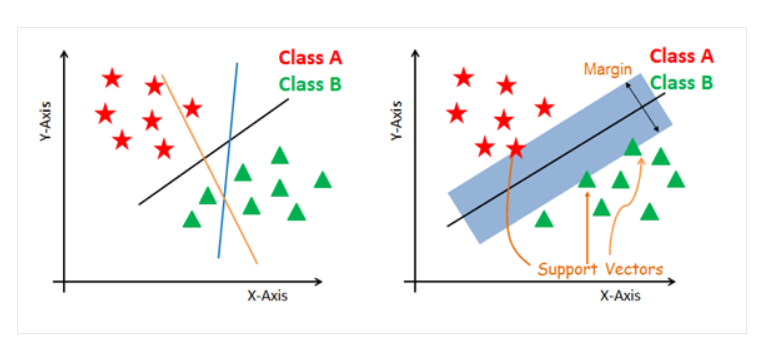 Class A
Class B
Y-Axis
X-Axis
Class A
Class B
Margin
Y-Axis
Support Vectors
X-Axis